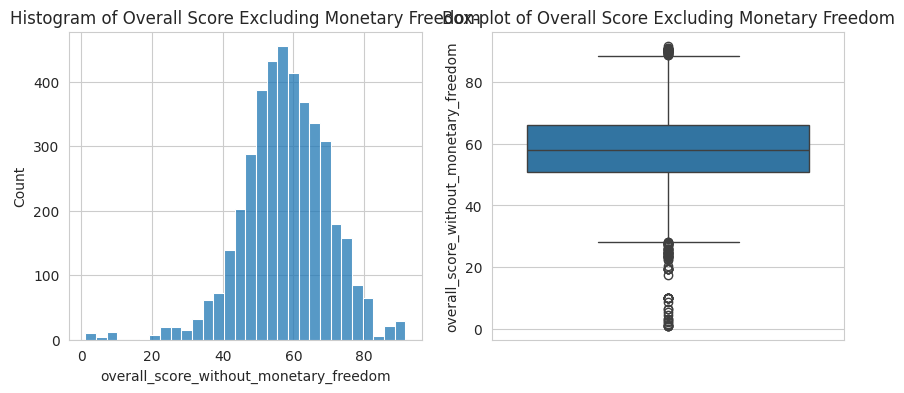 Histogram of Overall Score Excluding Monetary Freedom
Count
400
300
200
100
0
0 20 40 60 80
overall_score_without_monetary_freedom
Box-plot of Overall Score Excluding Monetary Freedom
overall_score_without_monetary_freedom
80
60
40
20
0